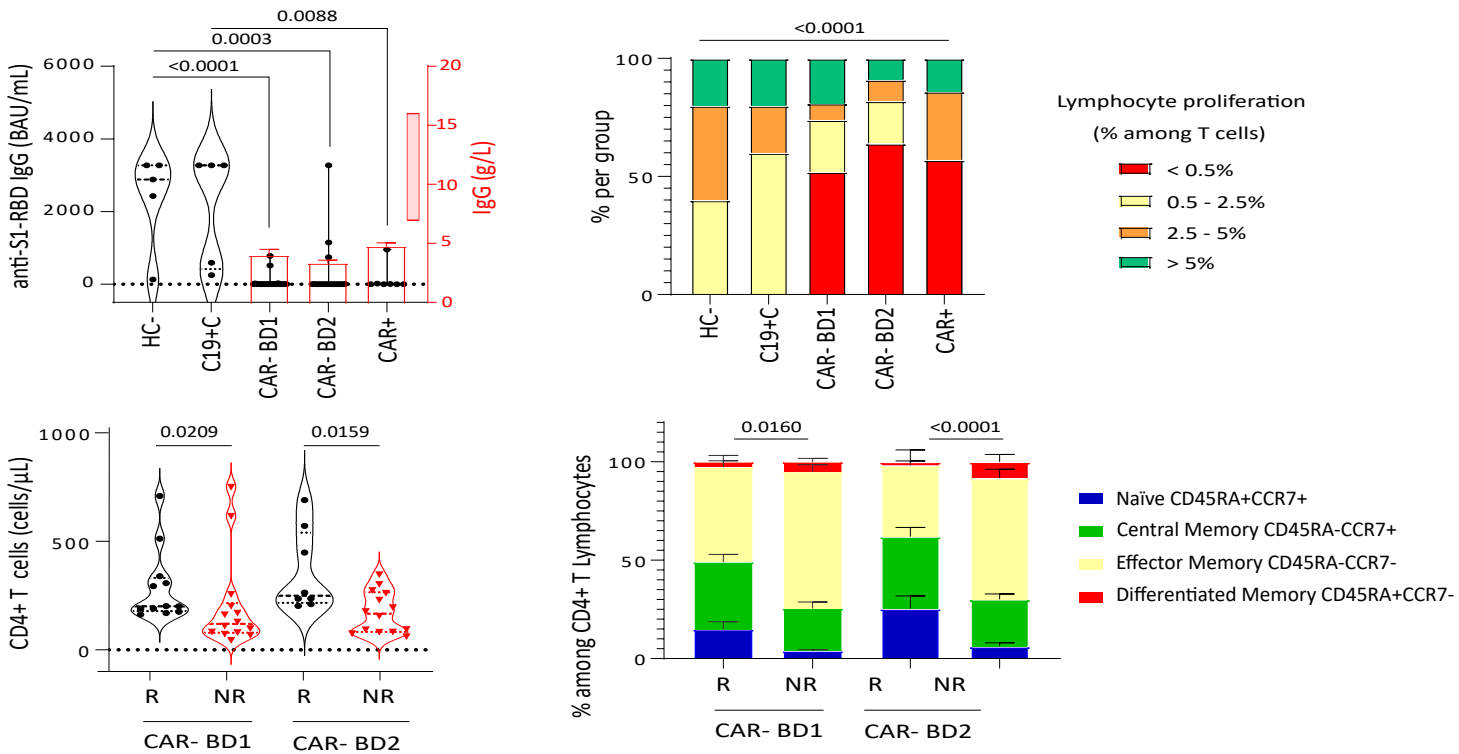 0.0088
0.0003
<0.0001
6000
4000
2000
0
anti-S1-RBD IgG (BAU/mL)
20
15
10
5
0
IgG (g/L)
HC-
C19+C
CAR- BD1
CAR- BD2
CAR+
<0.0001
100
50
0
% per group
HC-
C19+C
CAR- BD1
CAR- BD2
CAR+
Lymphocyte proliferation
(% among T cells)
< 0.5%
0.5 - 2.5%
2.5 - 5%
> 5%
0.0209
0.0159
1000
500
0
CD4+ T cells (cells/µL)
R NR R NR
CAR- BD1 CAR- BD2
0.0160
<0.0001
100
50
0
% among CD4+ T Lymphocytes
R NR R NR
CAR- BD1 CAR- BD2
Naïve CD45RA+CCR7+
Central Memory CD45RA-CCR7+
Effector Memory CD45RA-CCR7-
Differentiated Memory CD45RA+CCR7-